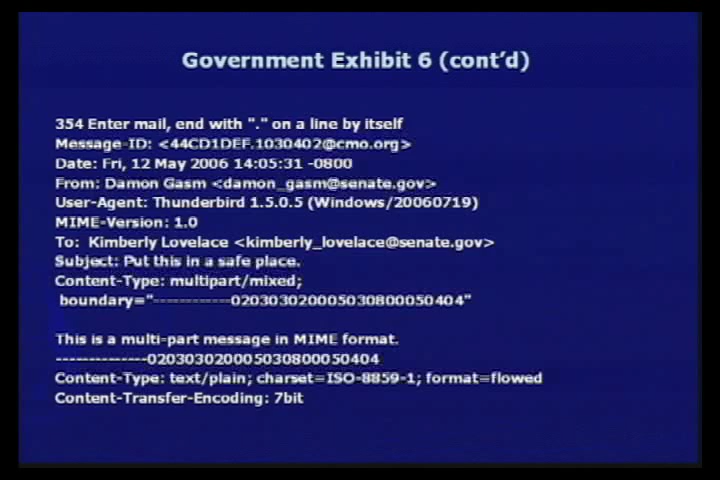 Government Exhibit 6 (cont'd)
354 Enter mail, end with "." on a line by itself
Message-ID: <44CD1DEF.1030402@cmo.org>
Date: Fri, 12 May 2006 14:05:31 -0800
From: Damon Gasm <damon_gasm@senate.gov>
User-Agent: Thunderbird 1.5.0.5 (Windows/20060719)
MIME-Version: 1.0
To:  Kimberly Lovelace <kimberly_lovelace@senate.gov>
Subject: Put this in a safe place.
Content-Type: multipart/mixed;
boundary="------------020303020005030800050404"
This is a multi-part message in MIME format.
--------------020303020005030800050404
Content-Type: text/plain; charset=ISO-8859-1; format=flowed
Content-Transfer-Encoding: 7bit